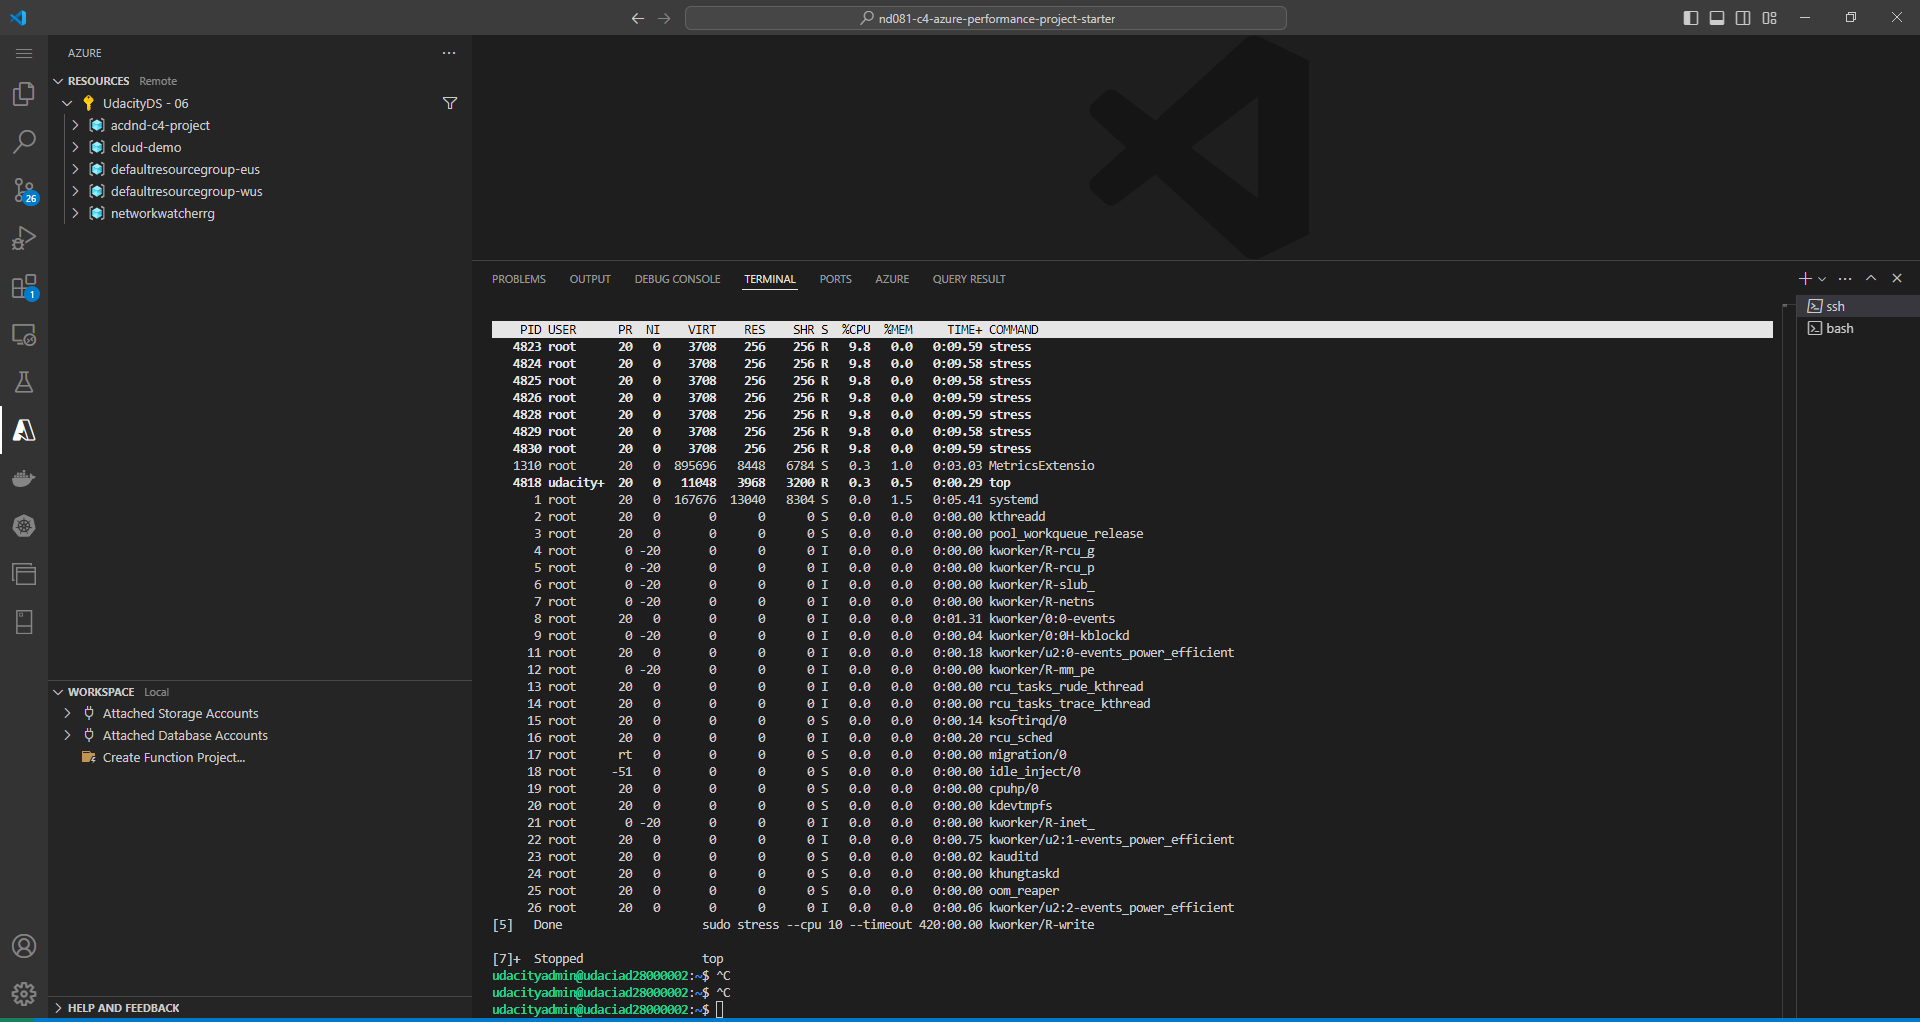 nd081-c4-azure-performance-project-starter
AZURE
RESOURCES Remote
UdacityDS - 06
acdnd-c4-project
cloud-demo
defaultresourcegroup-eus
defaultresourcegroup-wus
networkwatcherrg
26
1
WORKSPACE Local
Attached Storage Accounts
Attached Database Accounts
Create Function Project...
HELP AND FEEDBACK
PROBLEMS OUTPUT DEBUG CONSOLE TERMINAL PORTS AZURE QUERY RESULT
ssh
bash
PID USER PR NI VIRT RES SHR S %CPU %MEM TIME+ COMMAND
4823 root 20 0 3708 256 256 R 9.8 0.0 0:09.59 stress
4824 root 20 0 3708 256 256 R 9.8 0.0 0:09.58 stress
4825 root 20 0 3708 256 256 R 9.8 0.0 0:09.58 stress
4826 root 20 0 3708 256 256 R 9.8 0.0 0:09.59 stress
4828 root 20 0 3708 256 256 R 9.8 0.0 0:09.59 stress
4829 root 20 0 3708 256 256 R 9.8 0.0 0:09.58 stress
4830 root 20 0 3708 256 256 R 9.8 0.0 0:09.59 stress
1310 root 20 0 895696 8448 6784 S 0.3 1.0 0:03.03 MetricsExtensio
4818 udacity+ 20 0 11048 3968 3200 R 0.3 0.5 0:00.29 top
1 root 20 0 167676 13040 8304 S 0.0 1.5 0:05.41 systemd
2 root 20 0 0 0 0 S 0.0 0.0 0:00.00 kthreadd
3 root 20 0 0 0 0 S 0.0 0.0 0:00.00 pool_workqueue_release
4 root 0 -20 0 0 0 I 0.0 0.0 0:00.00 kworker/R-rcu_g
5 root 0 -20 0 0 0 I 0.0 0.0 0:00.00 kworker/R-rcu_p
6 root 0 -20 0 0 0 I 0.0 0.0 0:00.00 kworker/R-slub_
7 root 0 -20 0 0 0 I 0.0 0.0 0:00.00 kworker/R-netns
8 root 20 0 0 0 0 I 0.0 0.0 0:01.31 kworker/0:0-events
9 root 0 -20 0 0 0 I 0.0 0.0 0:00.04 kworker/0:0H-kblockd
11 root 20 0 0 0 0 I 0.0 0.0 0:00.18 kworker/u2:0-events_power_efficient
12 root 0 -20 0 0 0 I 0.0 0.0 0:00.00 kworker/R-mm_pe
13 root 20 0 0 0 0 I 0.0 0.0 0:00.00 rcu_tasks_rude_kthread
14 root 20 0 0 0 0 I 0.0 0.0 0:00.00 rcu_tasks_trace_kthread
15 root 20 0 0 0 0 S 0.0 0.0 0:00.14 ksoftirqd/0
16 root 20 0 0 0 0 I 0.0 0.0 0:00.20 rcu_sched
17 root rt 0 0 0 0 S 0.0 0.0 0:00.00 migration/0
18 root -51 0 0 0 0 S 0.0 0.0 0:00.00 idle_inject/0
19 root 20 0 0 0 0 S 0.0 0.0 0:00.00 cpuhp/0
20 root 20 0 0 0 0 S 0.0 0.0 0:00.00 kdevtmpfs
21 root 0 -20 0 0 0 I 0.0 0.0 0:00.00 kworker/R-inet_
22 root 20 0 0 0 0 I 0.0 0.0 0:00.75 kworker/u2:1-events_power_efficient
23 root 20 0 0 0 0 S 0.0 0.0 0:00.02 kauditd
24 root 20 0 0 0 0 S 0.0 0.0 0:00.00 khungtaskd
25 root 20 0 0 0 0 S 0.0 0.0 0:00.00 oom_reaper
26 root 20 0 0 0 0 I 0.0 0.0 0:00.06 kworker/u2:2-events_power_efficient
[5] Done sudo stress --cpu 10 --timeout 420:00.00 kworker/R-write
[7]+ Stopped top
udacityadmin@udaciad28000002:~$ ^C
udacityadmin@udaciad28000002:~$ ^C
udacityadmin@udaciad28000002:~$